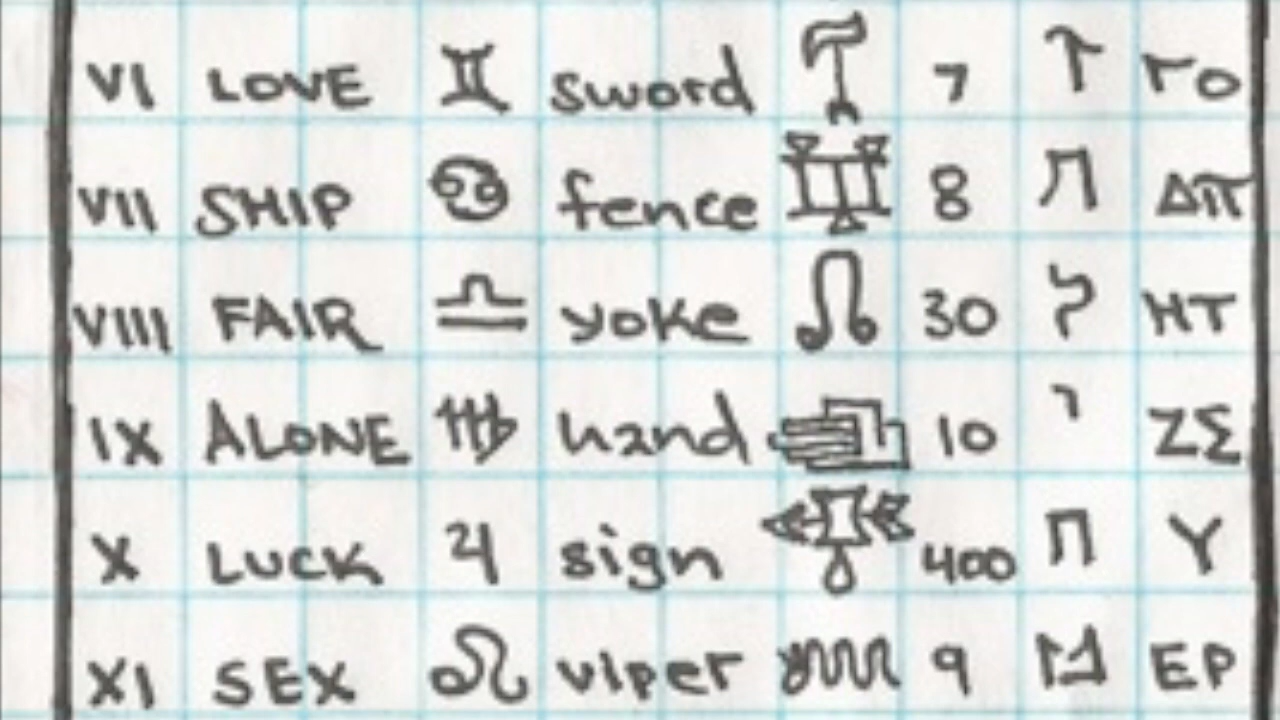 VI LOVE ♊ sword 7 ΓΟ
VII SHIP ♋ fence 8 ΔΠ
VIII FAIR ♎ yoke 30 ΗΤ
IX ALONE ♍ hand 10 ΖΣ
X LUCK ♃ sign 400 Υ
XI SEX ♌ viper 9 ΕΡ